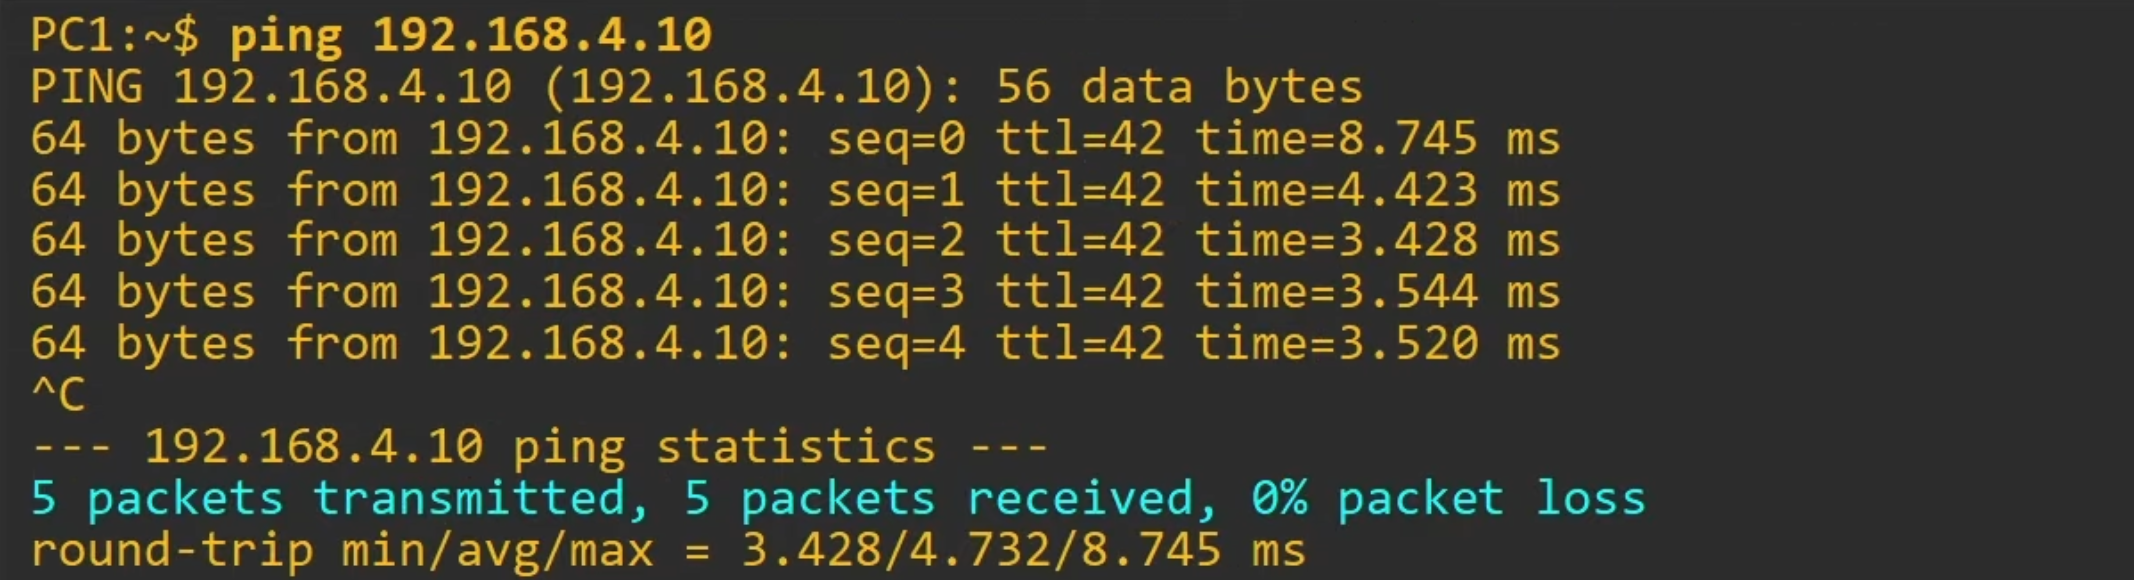 PC1:~$ ping 192.168.4.10
PING 192.168.4.10 (192.168.4.10): 56 data bytes
64 bytes from 192.168.4.10: seq=0 ttl=42 time=8.745 ms
64 bytes from 192.168.4.10: seq=1 ttl=42 time=4.423 ms
64 bytes from 192.168.4.10: seq=2 ttl=42 time=3.428 ms
64 bytes from 192.168.4.10: seq=3 ttl=42 time=3.544 ms
64 bytes from 192.168.4.10: seq=4 ttl=42 time=3.520 ms
^C
--- 192.168.4.10 ping statistics ---
5 packets transmitted, 5 packets received, 0% packet loss
round-trip min/avg/max = 3.428/4.732/8.745 ms